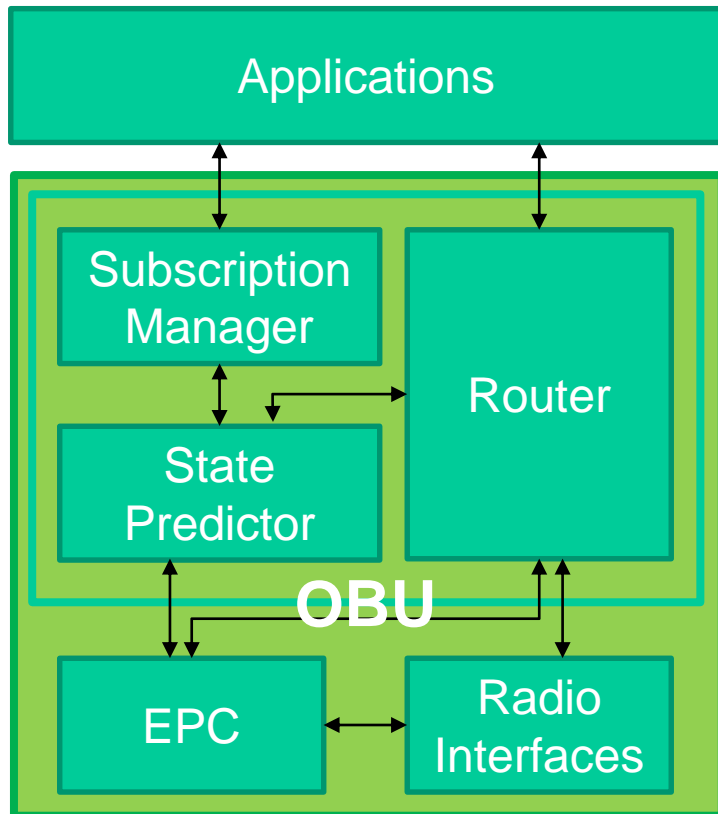 Applications
Subscription
Manager
Router
State
Predictor
OBU
EPC
Radio
Interfaces